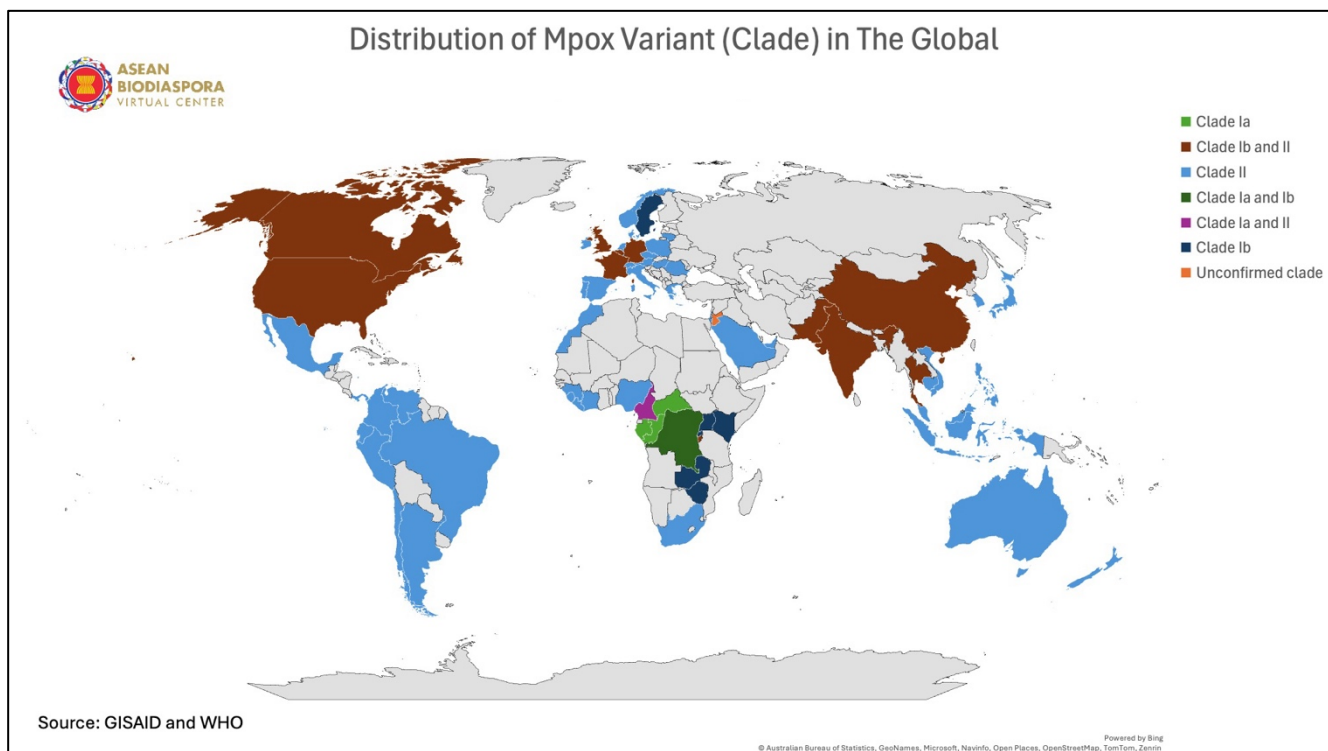 Distribution of Mpox Variant (Clade) in The Global
ASEAN
BIODIASPORA
VIRTUAL CENTER
Clade Ia
Clade Ib and II
Clade II
Clade Ia and Ib
Clade Ia and II
Clade Ib
Unconfirmed clade
Source: GISAID and WHO
Powered by Bing
© Australian Bureau of Statistics, GeoNames, Microsoft, Navinfo, Open Places, OpenStreetMap, TomTom, Zenrin